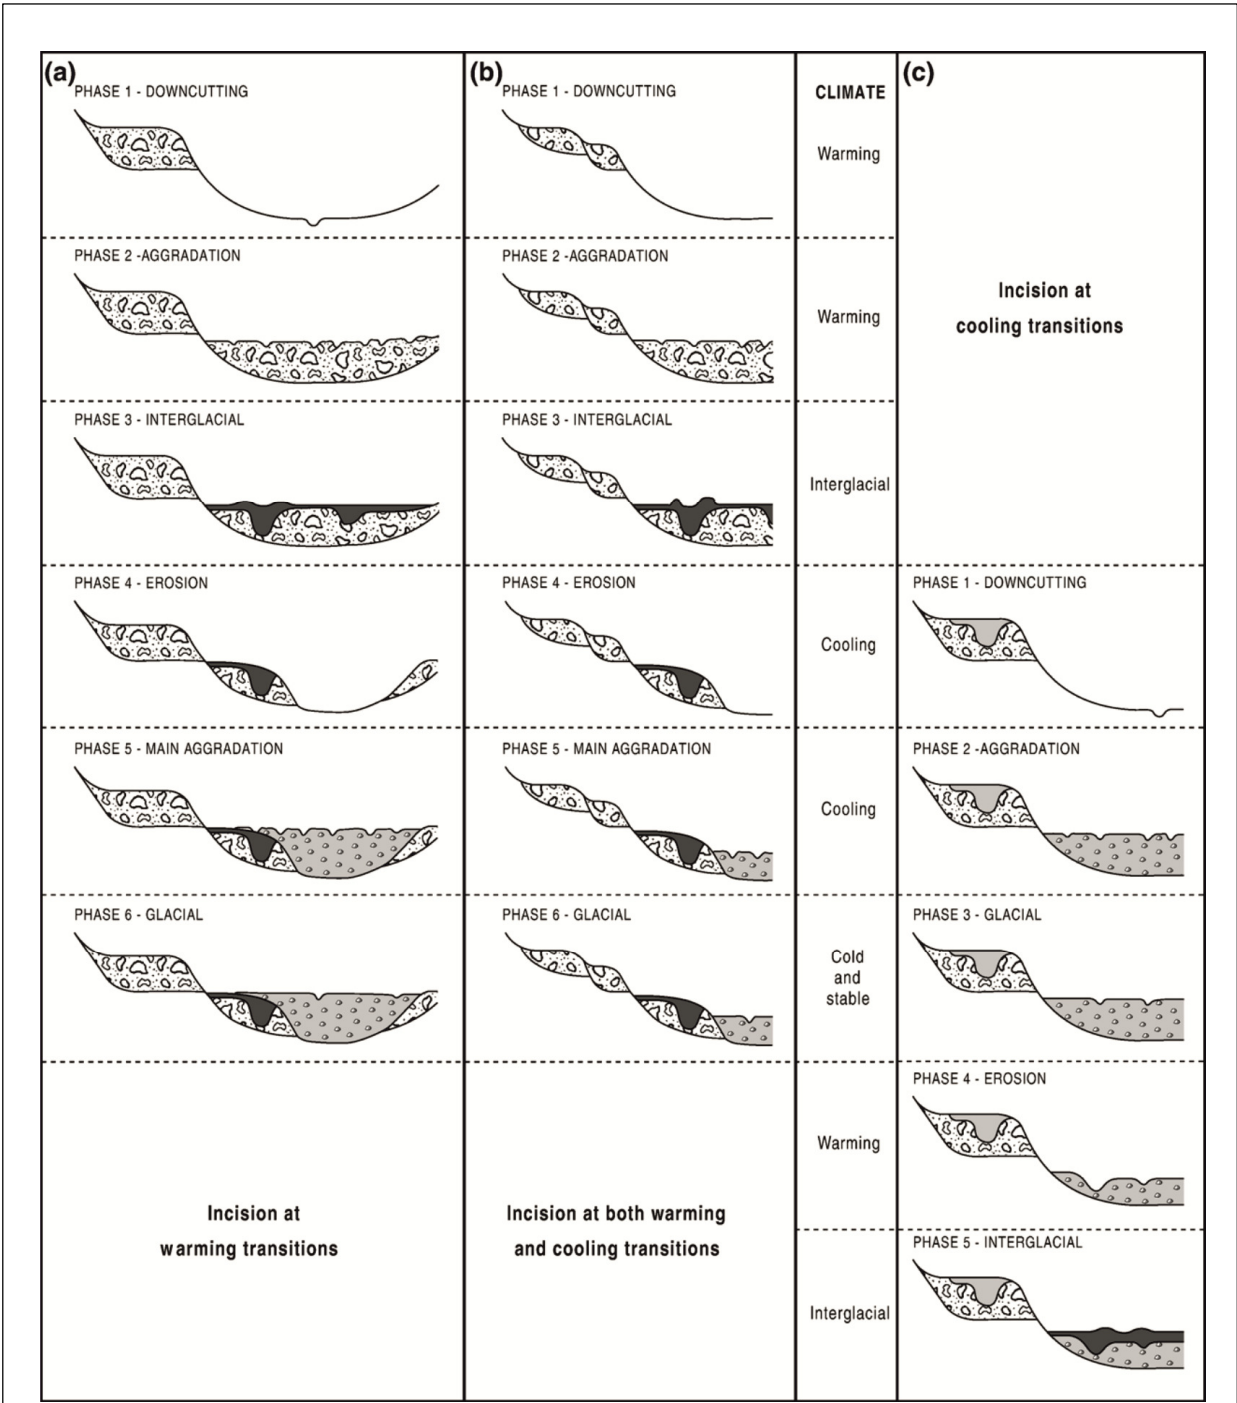 (a)
PHASE 1 - DOWNCUTTING
PHASE 2 -AGGRADATION
PHASE 3 - INTERGLACIAL
PHASE 4 - EROSION
PHASE 5 - MAIN AGGRADATION
PHASE 6 - GLACIAL
Incision at
warming transitions
(b)
PHASE 1 - DOWNCUTTING
PHASE 2 -AGGRADATION
PHASE 3 - INTERGLACIAL
PHASE 4 - EROSION
PHASE 5 - MAIN AGGRADATION
PHASE 6 - GLACIAL
Incision at both warming
and cooling transitions
CLIMATE
Warming
Warming
Interglacial
Cooling
Cooling
Cold
and
stable
Warming
Interglacial
(c)
Incision at
cooling transitions
PHASE 1 - DOWNCUTTING
PHASE 2 -AGGRADATION
PHASE 3 - GLACIAL
PHASE 4 - EROSION
PHASE 5 - INTERGLACIAL